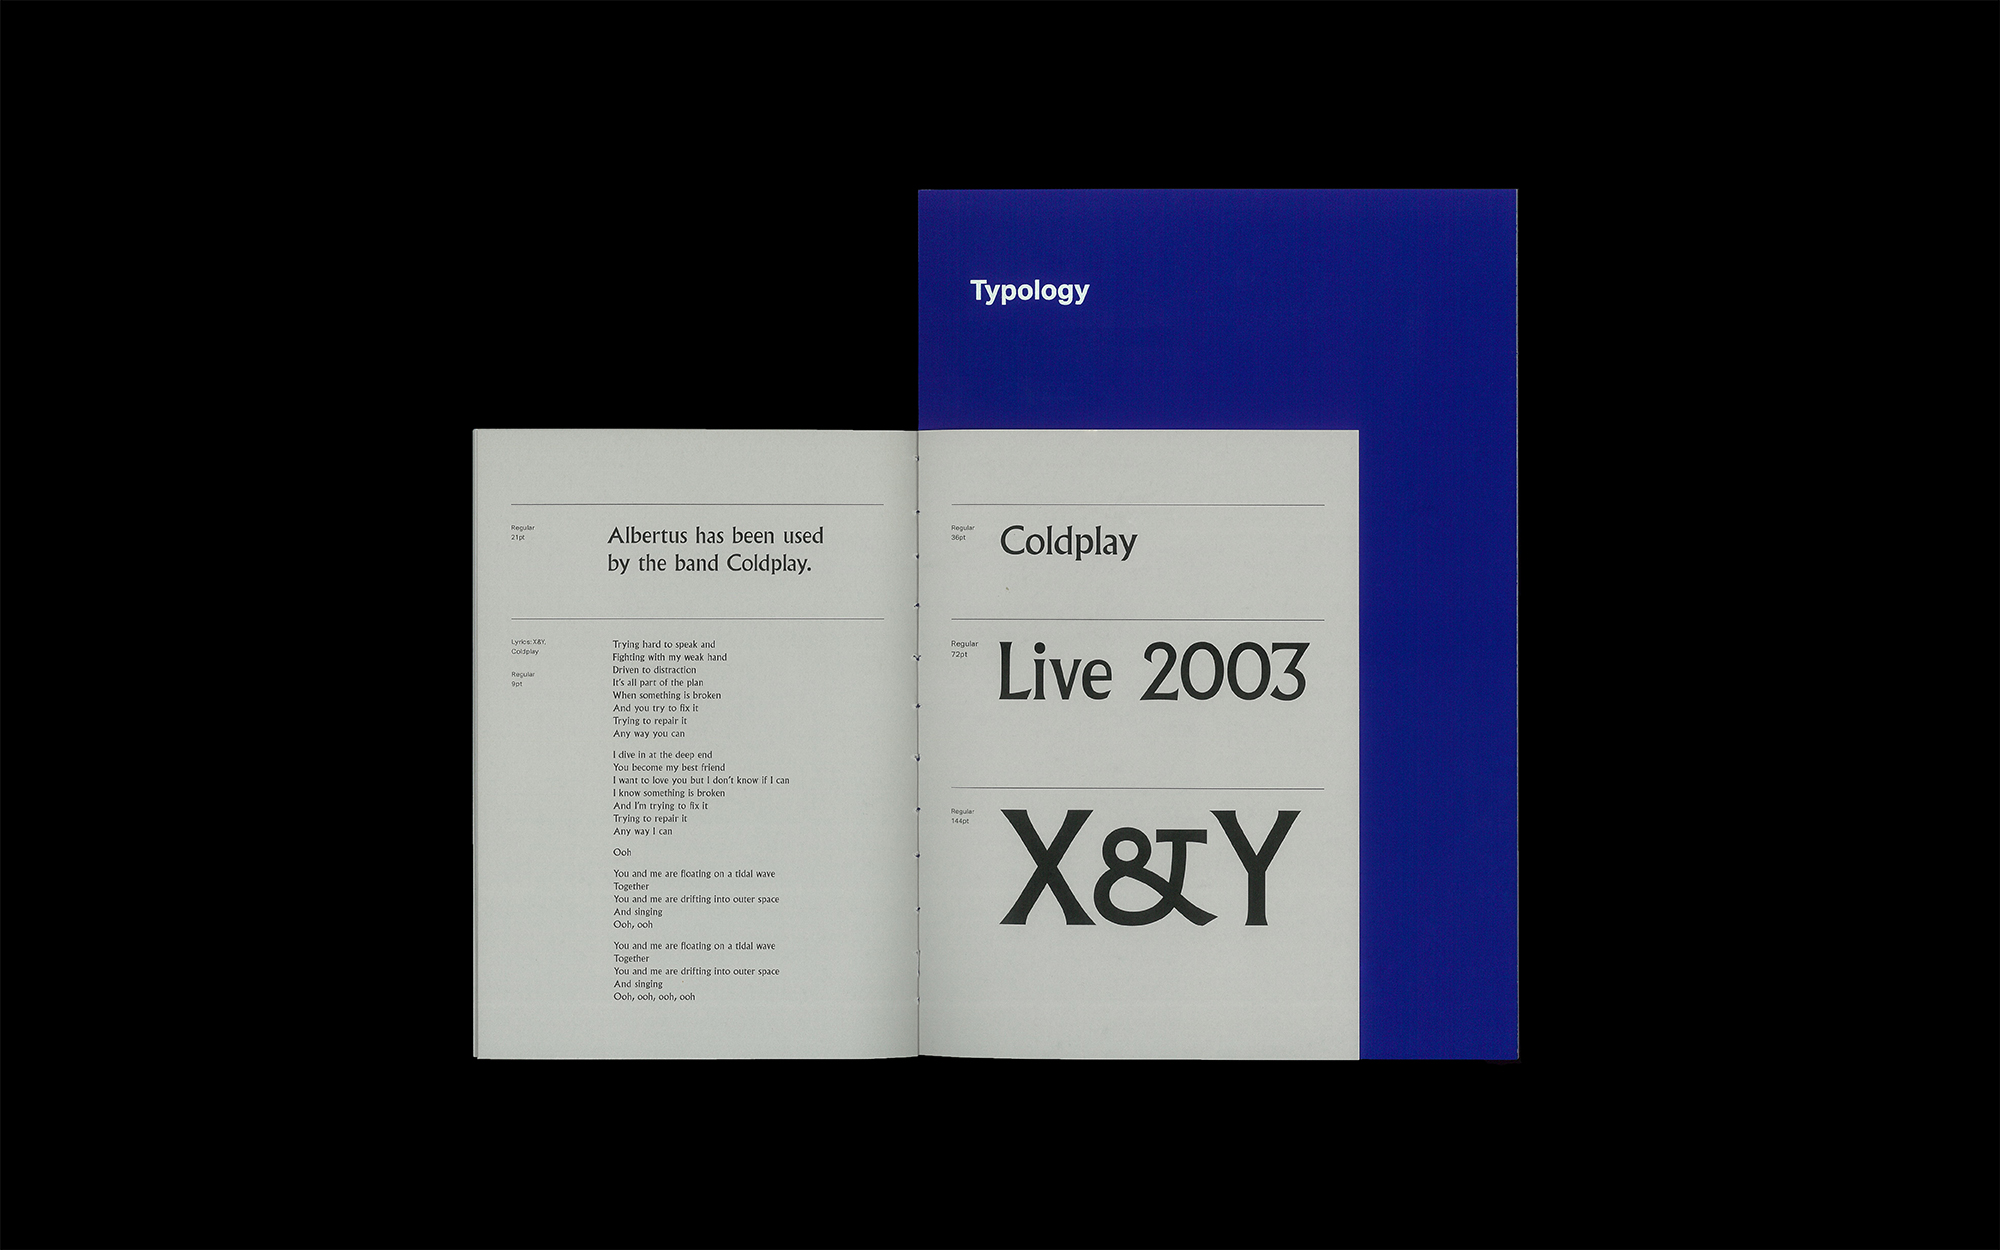 Typology
Regular
21pt
Albertus has been used
by the band Coldplay.
Lyrics: X&Y,
Coldplay
Regular
9pt
Trying hard to speak and
Fighting with my weak hand
Driven to distraction
It's all part of the plan
When something is broken
And you try to fix it
Trying to repair it
Any way you can
I dive in at the deep end
You become my best friend
I want to love you but I don't know if I can
I know something is broken
And I'm trying to fix it
Trying to repair it
Any way I can
Ooh
You and me are floating on a tidal wave
Together
You and me are drifting into outer space
And singing
Ooh, ooh
You and me are floating on a tidal wave
Together
You and me are drifting into outer space
And singing
Ooh, ooh, ooh, ooh
Regular
36pt
Coldplay
Regular
72pt
Live 2003
Regular
144pt
X&Y